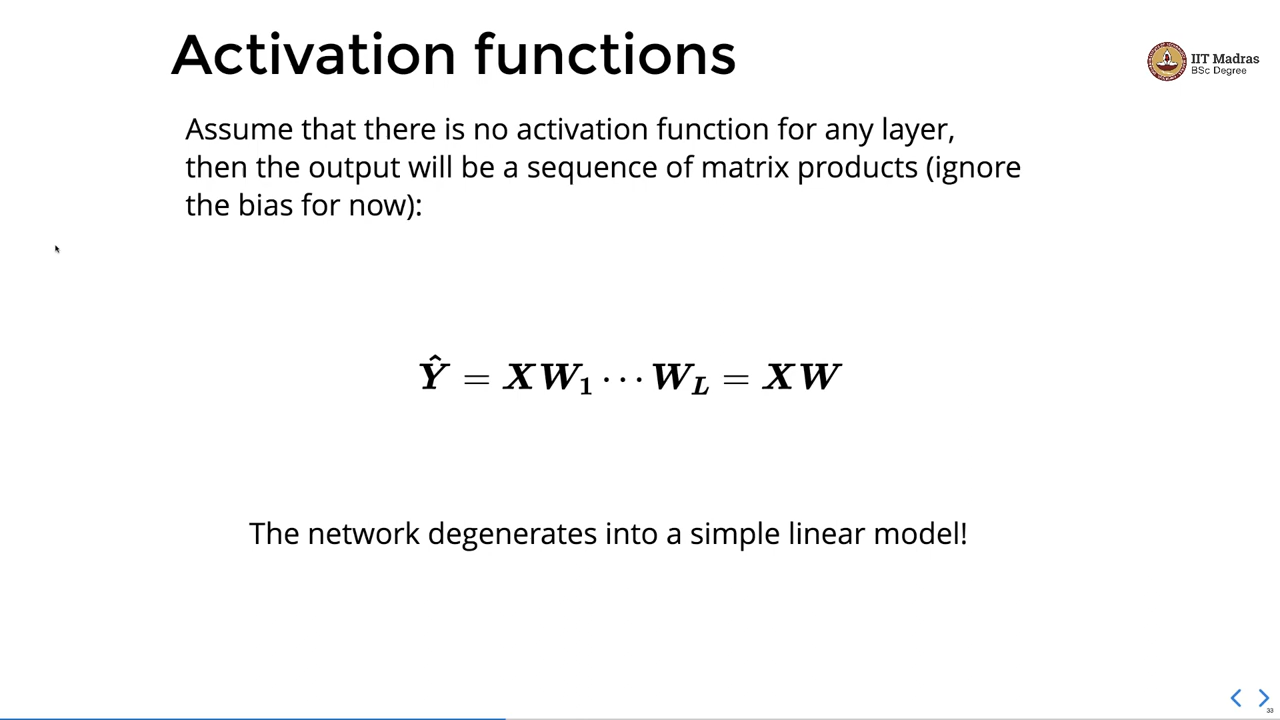 Activation functions
IIT Madras
BSc Degree
Assume that there is no activation function for any layer,
then the output will be a sequence of matrix products (ignore
the bias for now):
Ŷ = XW₁ ⋯ W_L = XW
The network degenerates into a simple linear model!
33